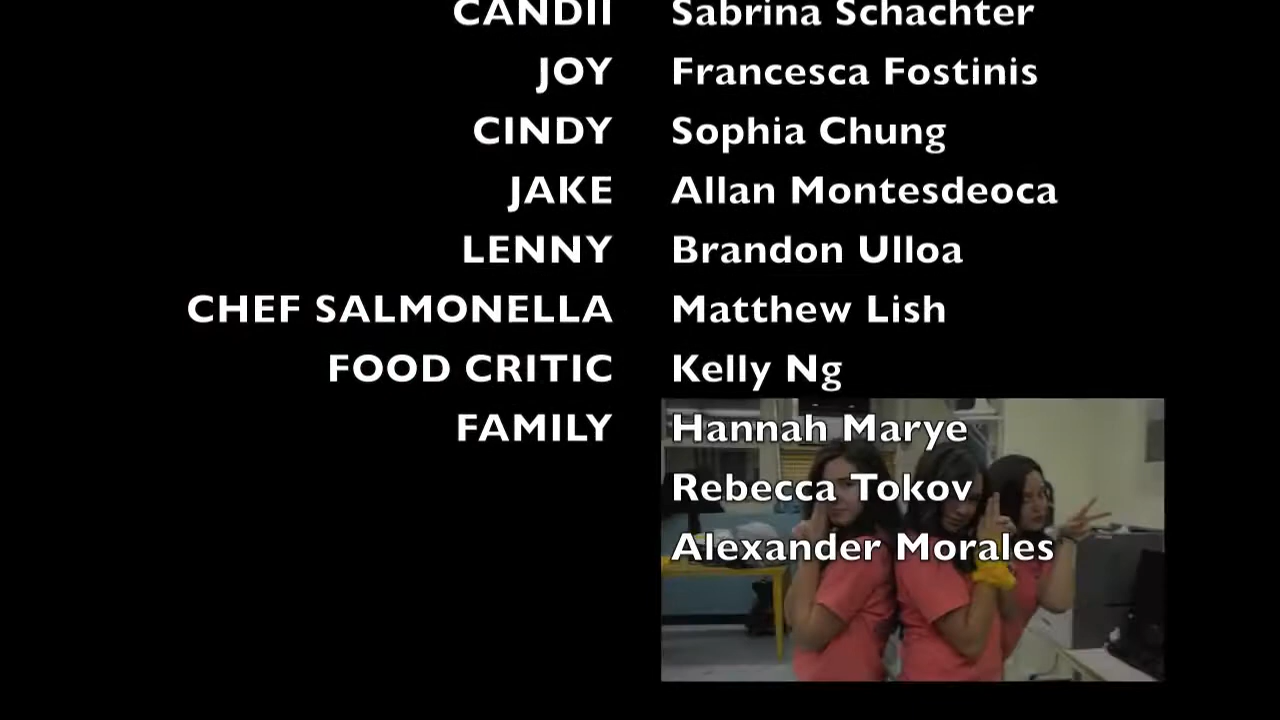 CANDII Sabrina Schachter
JOY Francesca Fostinis
CINDY Sophia Chung
JAKE Allan Montesdeoca
LENNY Brandon Ulloa
CHEF SALMONELLA Matthew Lish
FOOD CRITIC Kelly Ng
FAMILY Hannah Marye
Rebecca Tokov
Alexander Morales